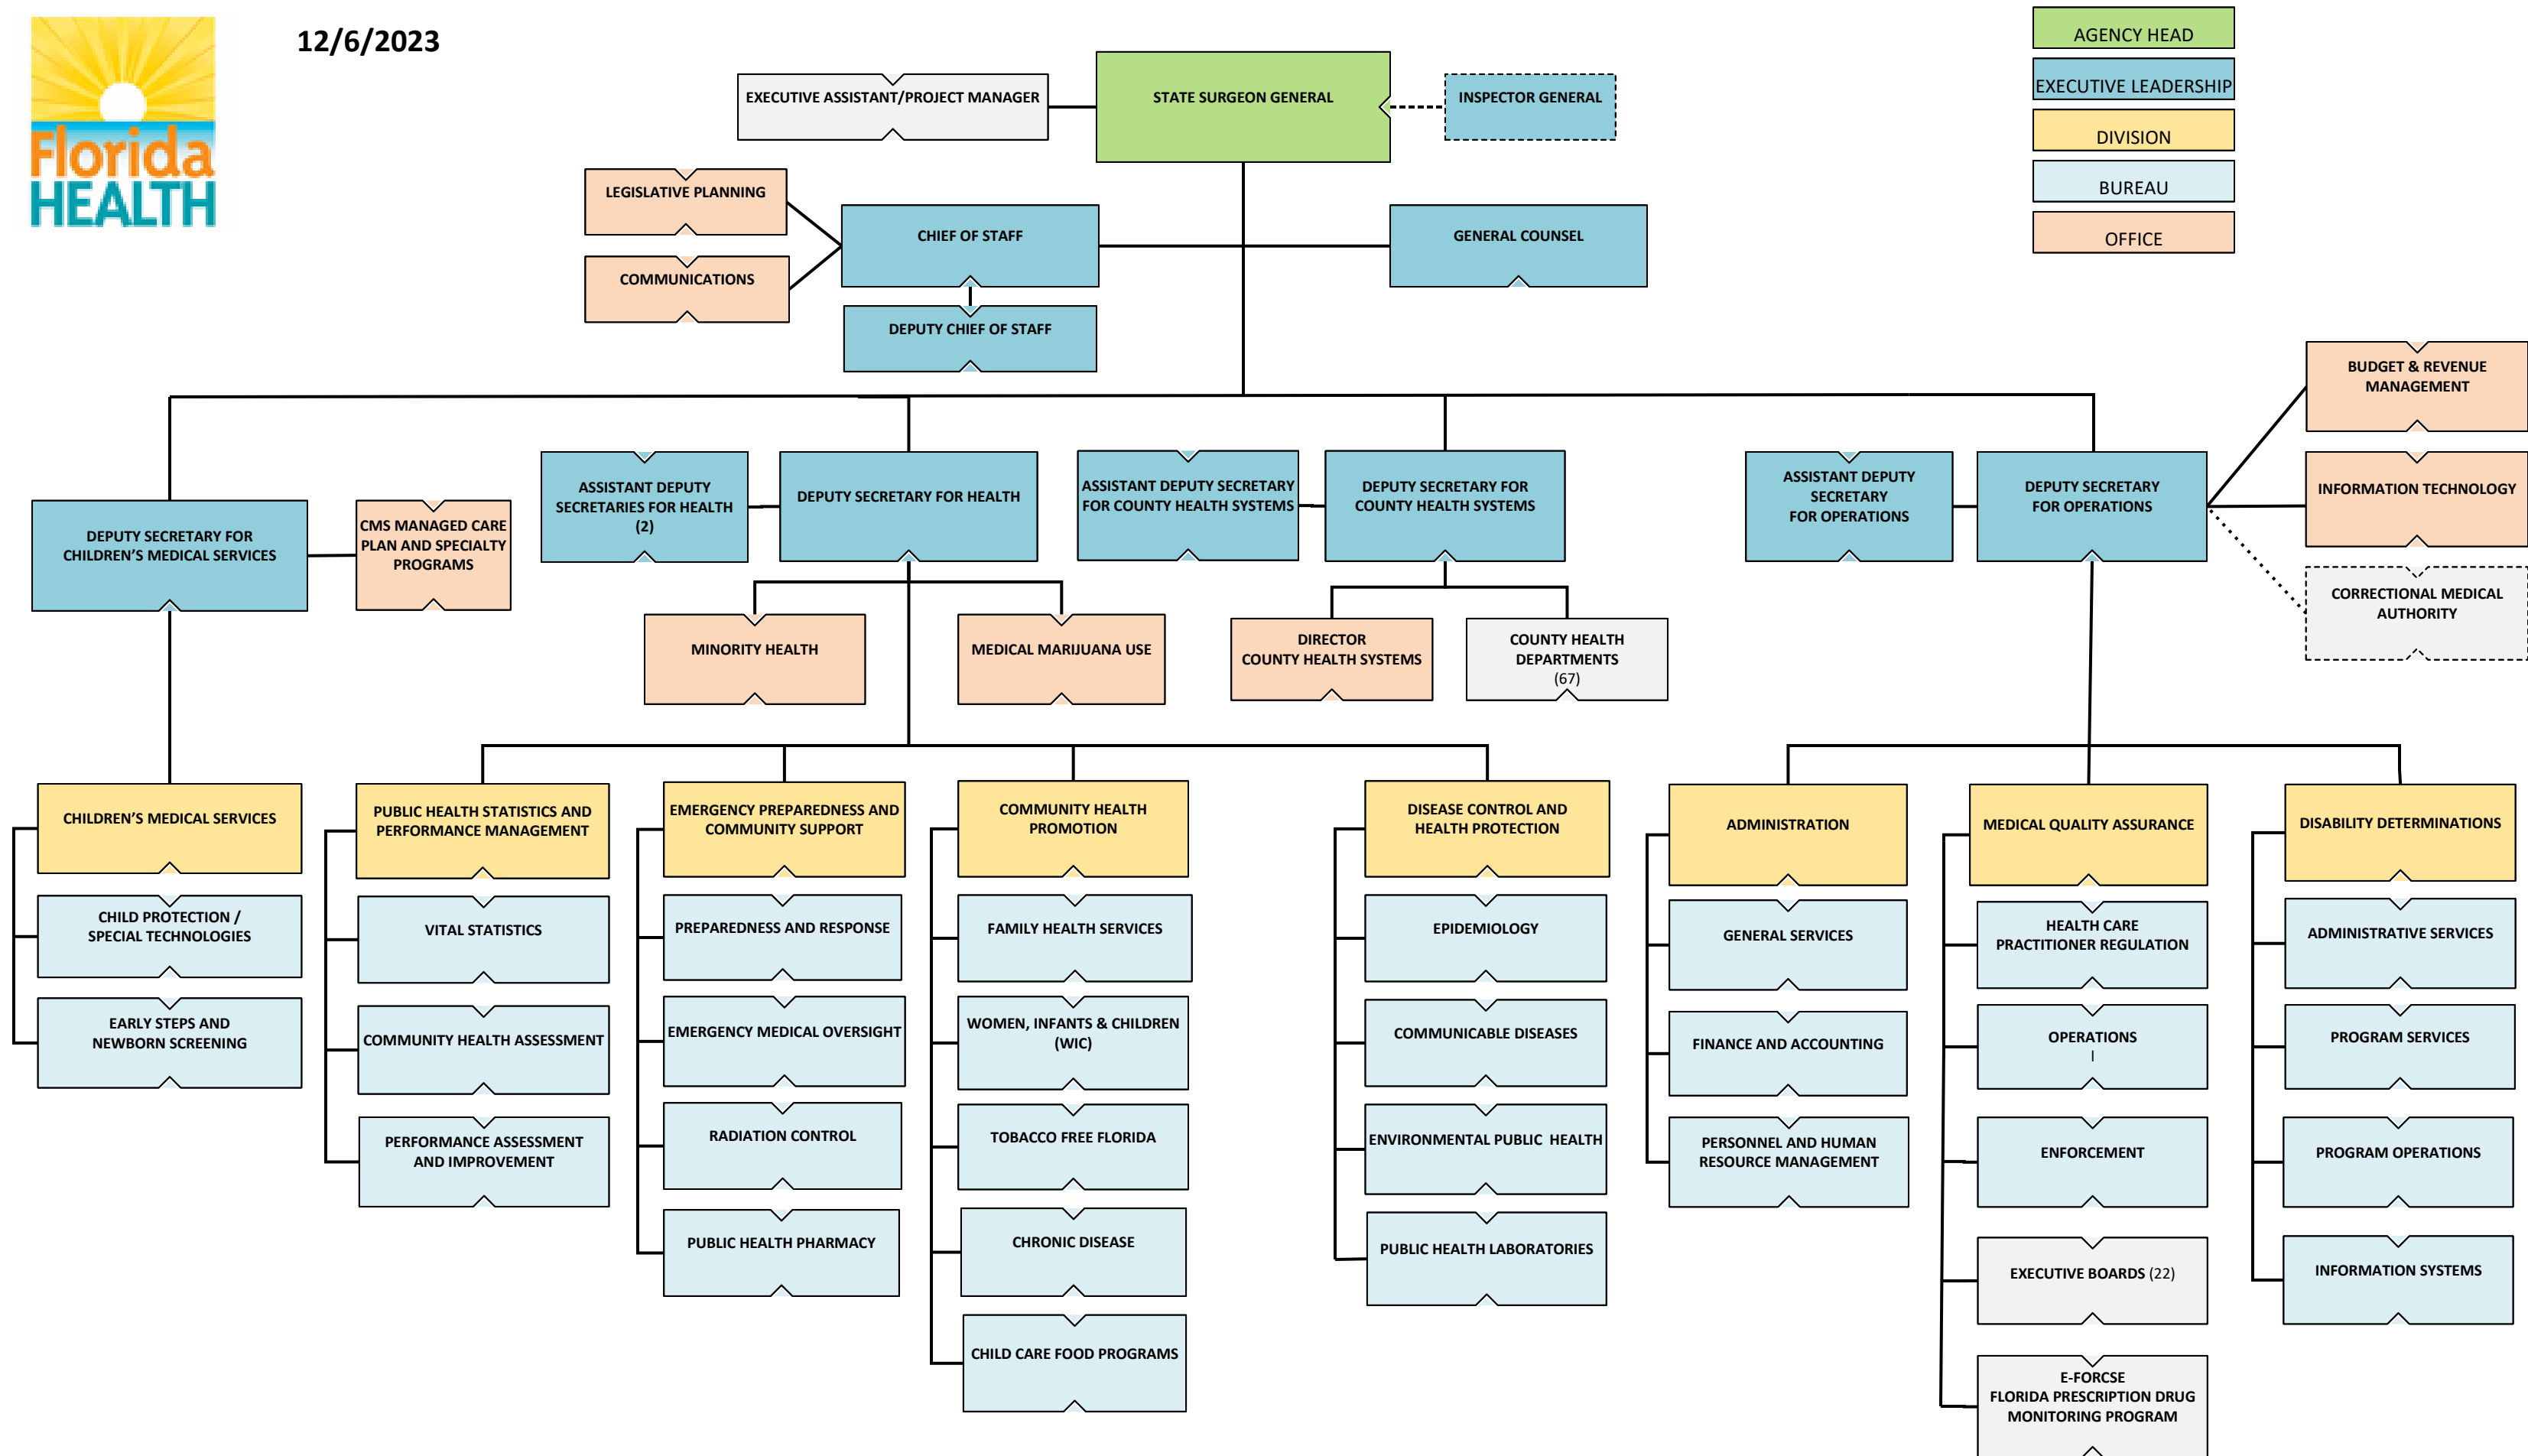 Florida
HEALTH
12/6/2023
AGENCY HEAD
EXECUTIVE LEADERSHIP
DIVISION
BUREAU
OFFICE
EXECUTIVE ASSISTANT/PROJECT MANAGER
STATE SURGEON GENERAL
INSPECTOR GENERAL
LEGISLATIVE PLANNING
COMMUNICATIONS
CHIEF OF STAFF
GENERAL COUNSEL
DEPUTY CHIEF OF STAFF
DEPUTY SECRETARY FOR
CHILDREN'S MEDICAL SERVICES
CMS MANAGED CARE
PLAN AND SPECIALTY
PROGRAMS
ASSISTANT DEPUTY
SECRETARIES FOR HEALTH
(2)
DEPUTY SECRETARY FOR HEALTH
ASSISTANT DEPUTY SECRETARY
FOR COUNTY HEALTH SYSTEMS
DEPUTY SECRETARY FOR
COUNTY HEALTH SYSTEMS
ASSISTANT DEPUTY
SECRETARY
FOR OPERATIONS
DEPUTY SECRETARY
FOR OPERATIONS
BUDGET & REVENUE
MANAGEMENT
INFORMATION TECHNOLOGY
CORRECTIONAL MEDICAL
AUTHORITY
MINORITY HEALTH
MEDICAL MARIJUANA USE
DIRECTOR
COUNTY HEALTH SYSTEMS
COUNTY HEALTH
DEPARTMENTS
(67)
CHILDREN'S MEDICAL SERVICES
CHILD PROTECTION /
SPECIAL TECHNOLOGIES
EARLY STEPS AND
NEWBORN SCREENING
PUBLIC HEALTH STATISTICS AND
PERFORMANCE MANAGEMENT
VITAL STATISTICS
COMMUNITY HEALTH ASSESSMENT
PERFORMANCE ASSESSMENT
AND IMPROVEMENT
EMERGENCY PREPAREDNESS AND
COMMUNITY SUPPORT
PREPAREDNESS AND RESPONSE
EMERGENCY MEDICAL OVERSIGHT
RADIATION CONTROL
PUBLIC HEALTH PHARMACY
COMMUNITY HEALTH
PROMOTION
FAMILY HEALTH SERVICES
WOMEN, INFANTS & CHILDREN
(WIC)
TOBACCO FREE FLORIDA
CHRONIC DISEASE
CHILD CARE FOOD PROGRAMS
DISEASE CONTROL AND
HEALTH PROTECTION
EPIDEMIOLOGY
COMMUNICABLE DISEASES
ENVIRONMENTAL PUBLIC HEALTH
PUBLIC HEALTH LABORATORIES
ADMINISTRATION
GENERAL SERVICES
FINANCE AND ACCOUNTING
PERSONNEL AND HUMAN
RESOURCE MANAGEMENT
MEDICAL QUALITY ASSURANCE
HEALTH CARE
PRACTITIONER REGULATION
OPERATIONS
I
ENFORCEMENT
EXECUTIVE BOARDS (22)
E-FORCSE
FLORIDA PRESCRIPTION DRUG
MONITORING PROGRAM
DISABILITY DETERMINATIONS
ADMINISTRATIVE SERVICES
PROGRAM SERVICES
PROGRAM OPERATIONS
INFORMATION SYSTEMS